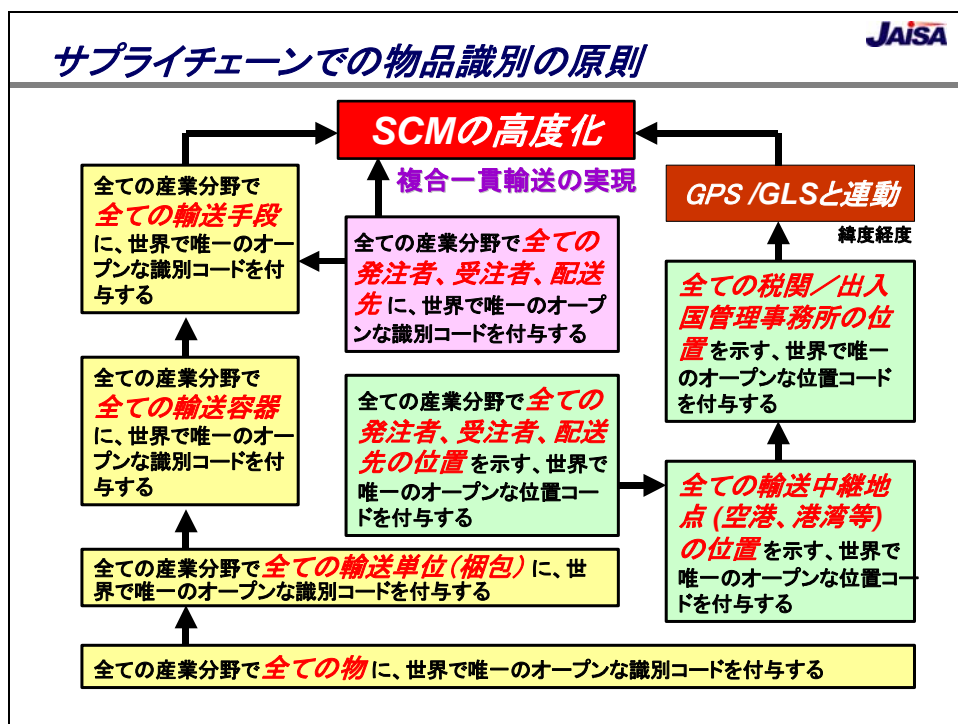 サプライチェーンでの物品識別の原則
JAiSA
SCMの高度化
複合一貫輸送の実現
全ての産業分野で
全ての輸送手段
に、世界で唯一のオー
プンな識別コードを付
与する
全ての産業分野で全ての
発注者、受注者、配送
先に、世界で唯一のオープ
ンな識別コードを付与する
GPS /GLSと連動
緯度経度
全ての税関／出入
国管理事務所の位
置を示す、世界で唯一
のオープンな位置コード
を付与する
全ての産業分野で
全ての輸送容器
に、世界で唯一のオー
プンな識別コードを付
与する
全ての産業分野で全ての
発注者、受注者、配送
先の位置を示す、世界で
唯一のオープンな位置コー
ドを付与する
全ての輸送中継地
点 (空港、港湾等)
の位置を示す、世界で
唯一のオープンな位置コー
ドを付与する
全ての産業分野で全ての輸送単位（梱包）に、世
界で唯一のオープンな識別コードを付与する
全ての産業分野で全ての物に、世界で唯一のオープンな識別コードを付与する